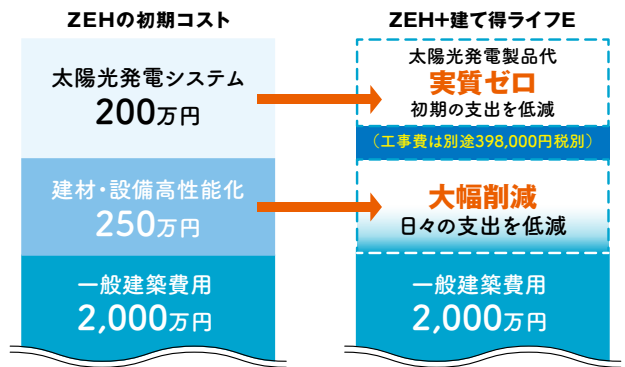 ZEHの初期コスト
太陽光発電システム
200万円
建材・設備高性能化
250万円
一般建築費用
2,000万円
ZEH+建て得ライフE
太陽光発電製品代
実質ゼロ
初期の支出を低減
（工事費は別途398,000円税別）
大幅削減
日々の支出を低減
一般建築費用
2,000万円